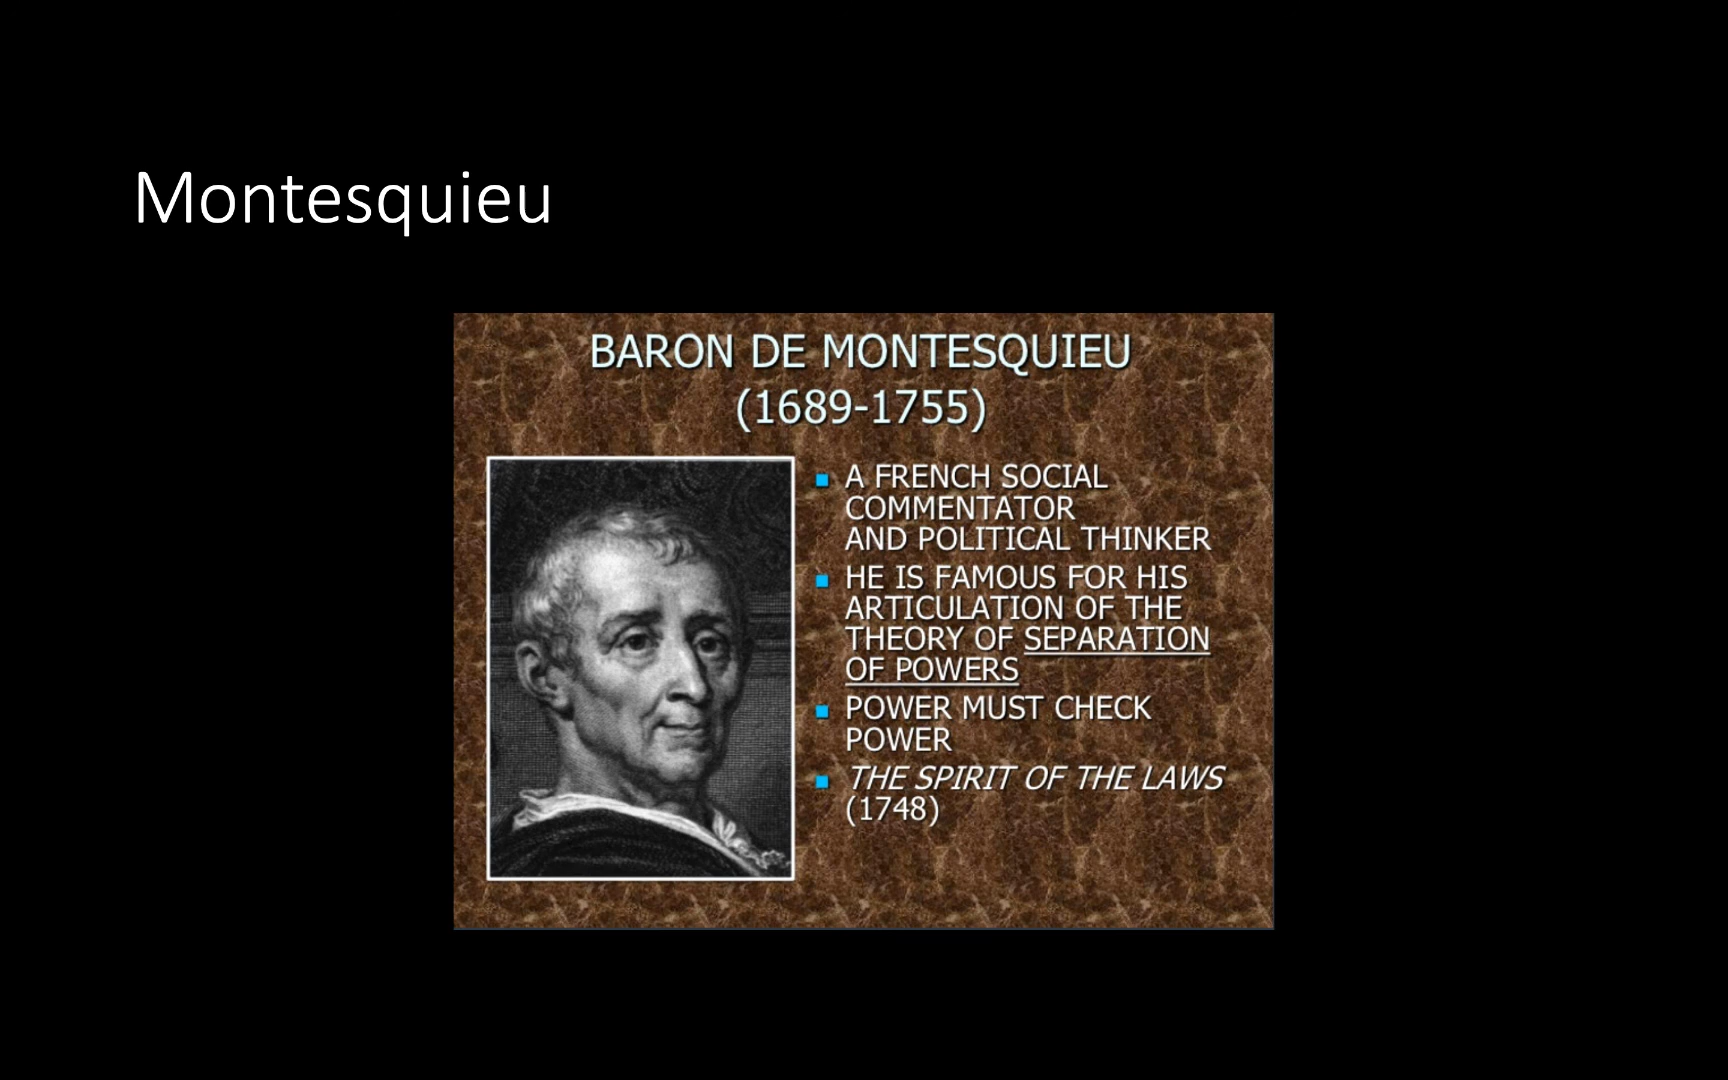 Montesquieu
BARON DE MONTESQUIEU
(1689-1755)
A FRENCH SOCIAL
COMMENTATOR
AND POLITICAL THINKER
HE IS FAMOUS FOR HIS
ARTICULATION OF THE
THEORY OF SEPARATION
OF POWERS
POWER MUST CHECK
POWER
THE SPIRIT OF THE LAWS
(1748)